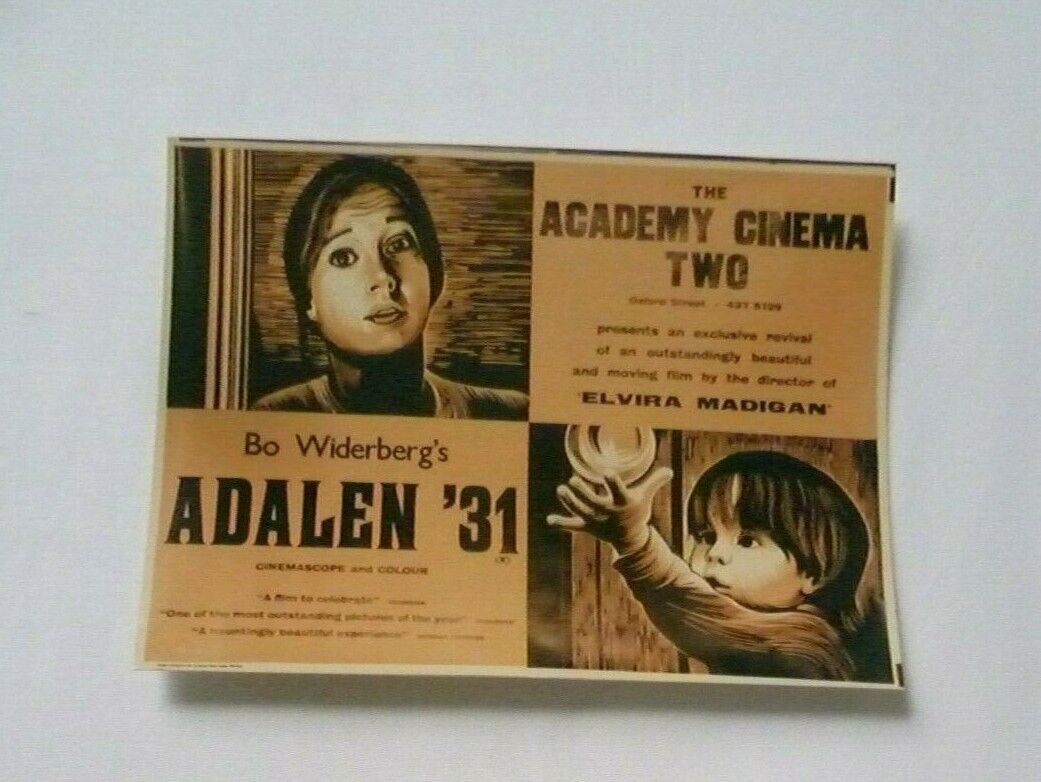 THE
ACADEMY CINEMA
TWO
Oxford Street - 437 5129
presents an exclusive revival
of an outstandingly beautiful
and moving film by the director of
'ELVIRA MADIGAN'
Bo Widerberg's
ADALEN '31
(X)
CINEMASCOPE and COLOUR
"A film to celebrate"
"One of the most outstanding pictures of the year"
"A hauntingly beautiful experience"